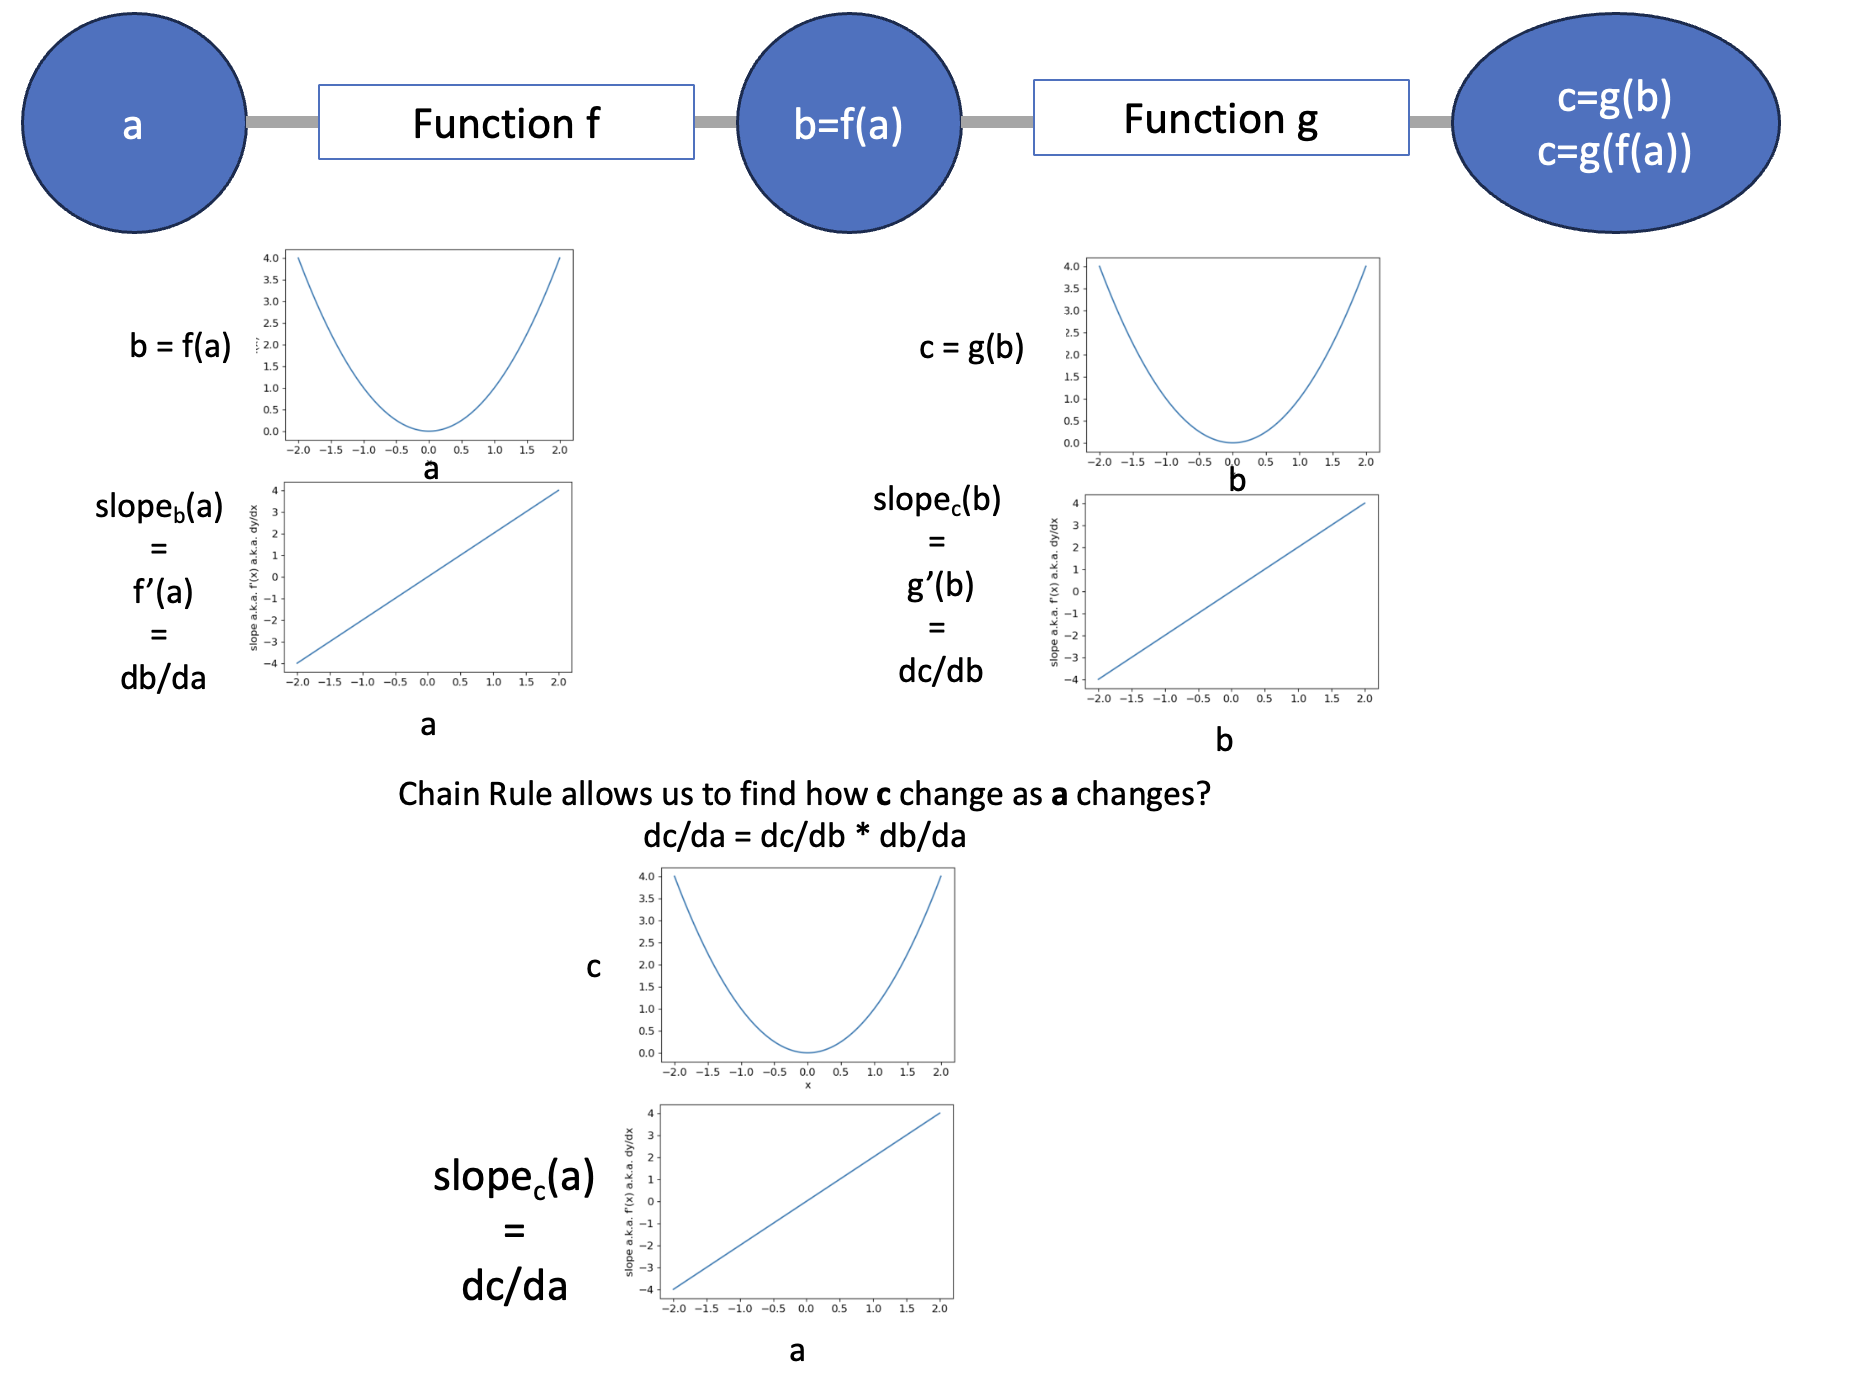 a
Function f
b=f(a)
Function g
c=g(b)
c=g(f(a))
b = f(a)
4.0
3.5
3.0
2.5
2.0
1.5
1.0
0.5
0.0
−2.0 −1.5 −1.0 −0.5 0.0 0.5 1.0 1.5 2.0
a
c = g(b)
4.0
3.5
3.0
2.5
2.0
1.5
1.0
0.5
0.0
−2.0 −1.5 −1.0 −0.5 0.0 0.5 1.0 1.5 2.0
b
slopeb(a)
=
f’(a)
=
db/da
slope a.k.a. f'(x) a.k.a. dy/dx
4
3
2
1
0
−1
−2
−3
−4
−2.0 −1.5 −1.0 −0.5 0.0 0.5 1.0 1.5 2.0
a
slopec(b)
=
g’(b)
=
dc/db
slope a.k.a. f'(x) a.k.a. dy/dx
4
3
2
1
0
−1
−2
−3
−4
−2.0 −1.5 −1.0 −0.5 0.0 0.5 1.0 1.5 2.0
b
Chain Rule allows us to find how c change as a changes?
dc/da = dc/db * db/da
c
4.0
3.5
3.0
2.5
2.0
1.5
1.0
0.5
0.0
−2.0 −1.5 −1.0 −0.5 0.0 0.5 1.0 1.5 2.0
x
slopec(a)
=
dc/da
slope a.k.a. f'(x) a.k.a. dy/dx
4
3
2
1
0
−1
−2
−3
−4
−2.0 −1.5 −1.0 −0.5 0.0 0.5 1.0 1.5 2.0
a